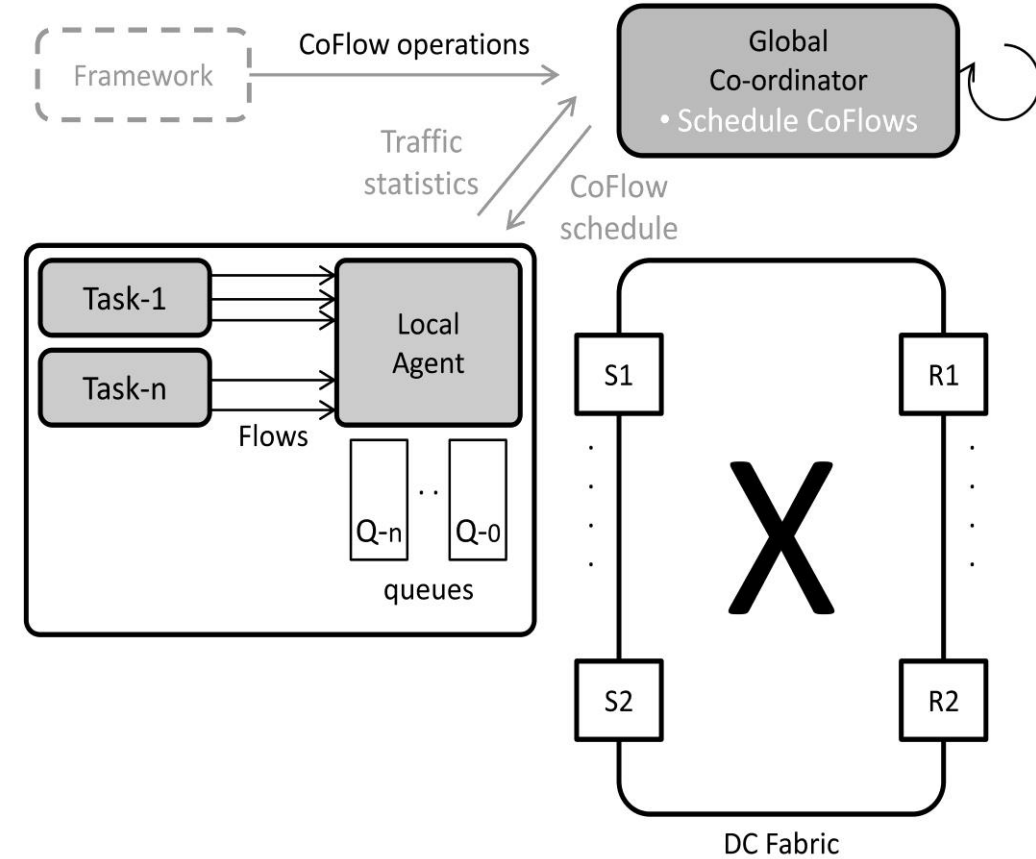 Framework
CoFlow operations
Global
Co-ordinator
• Schedule CoFlows
Traffic
statistics
CoFlow
schedule
Task-1
Task-n
Flows
Local
Agent
Q-n
. .
Q-0
queues
S1
R1
X
S2
R2
DC Fabric